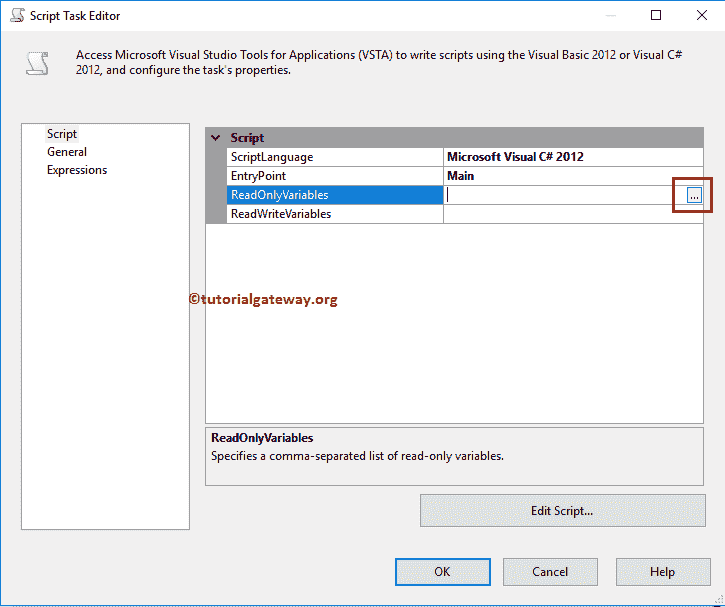 Script Task Editor
Access Microsoft Visual Studio Tools for Applications (VSTA) to write scripts using the Visual Basic 2012 or Visual C#
2012, and configure the task's properties.
Script
General
Expressions
Script
ScriptLanguage Microsoft Visual C# 2012
EntryPoint Main
ReadOnlyVariables ...
ReadWriteVariables
©tutorialgateway.org
ReadOnlyVariables
Specifies a comma-separated list of read-only variables.
Edit Script...
OK Cancel Help